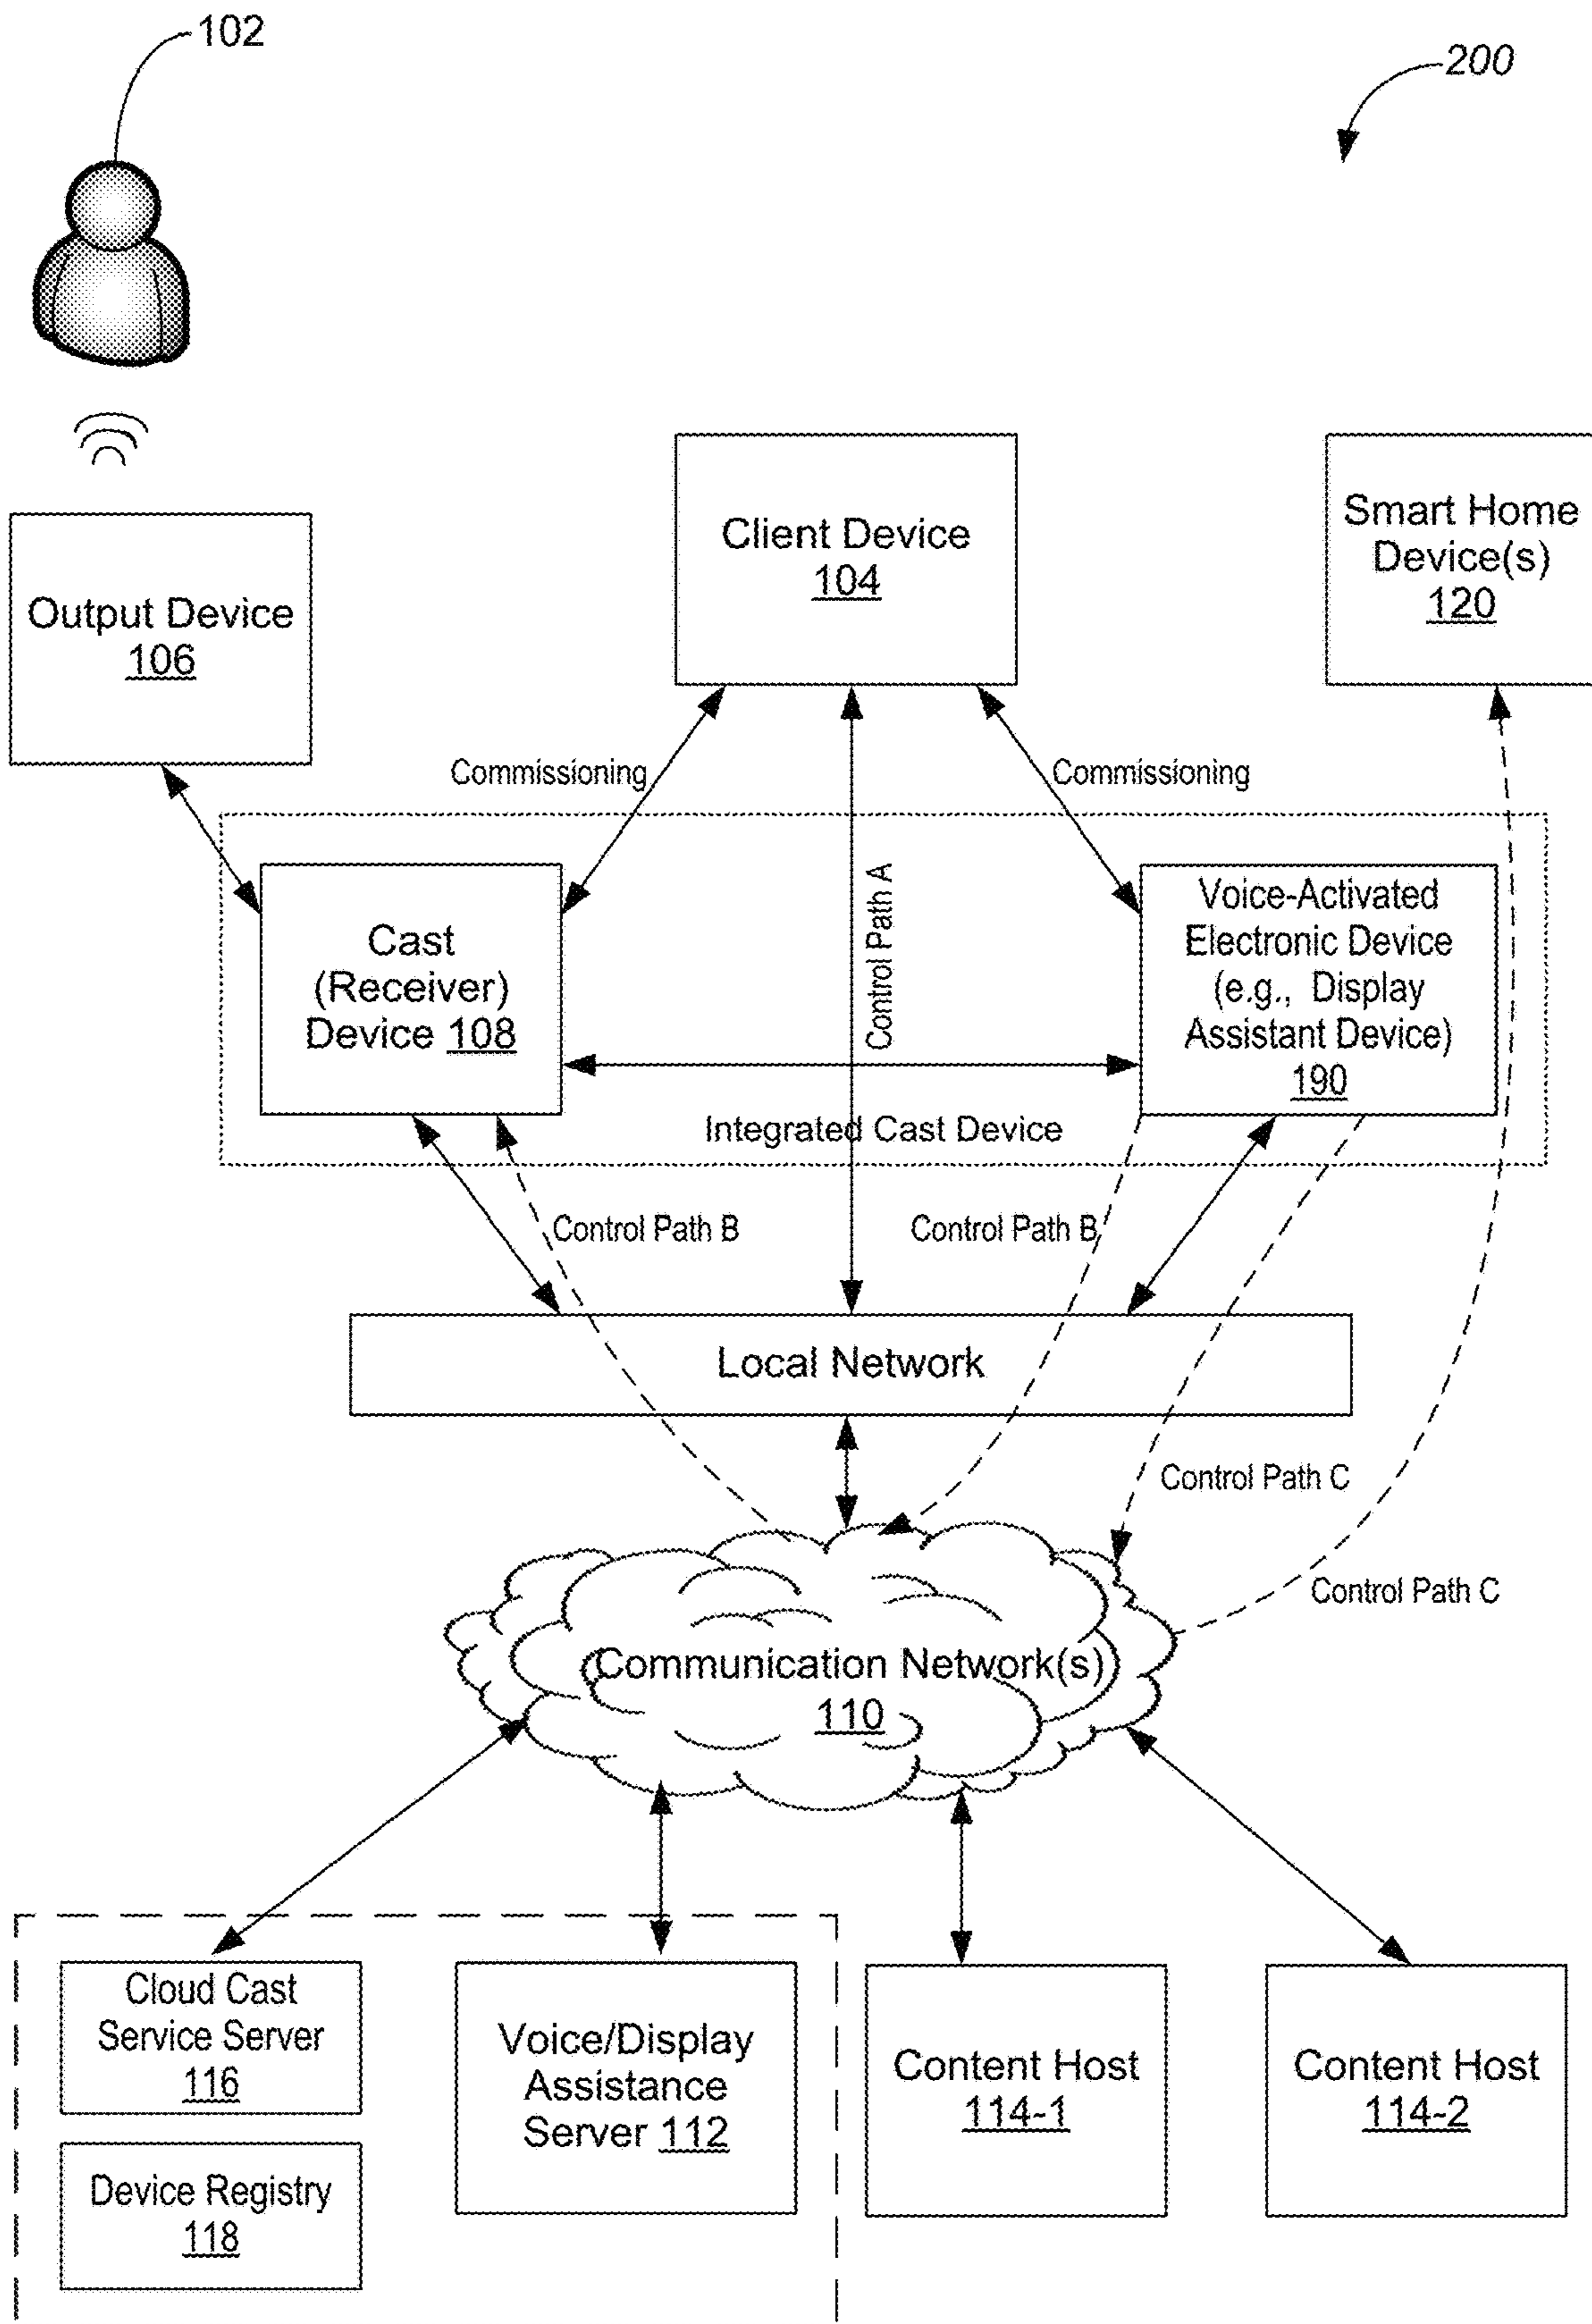 102
200
Output Device
106
Client Device
104
Smart Home
Device(s)
120
Commissioning
Commissioning
Cast
(Receiver)
Device 108
Control Path A
Voice-Activated
Electronic Device
(e.g., Display
Assistant Device)
190
Integrated Cast Device
Control Path B
Control Path B
Local Network
Control Path C
Control Path C
Communication Network(s)
110
Cloud Cast
Service Server
116
Device Registry
118
Voice/Display
Assistance
Server 112
Content Host
114-1
Content Host
114-2